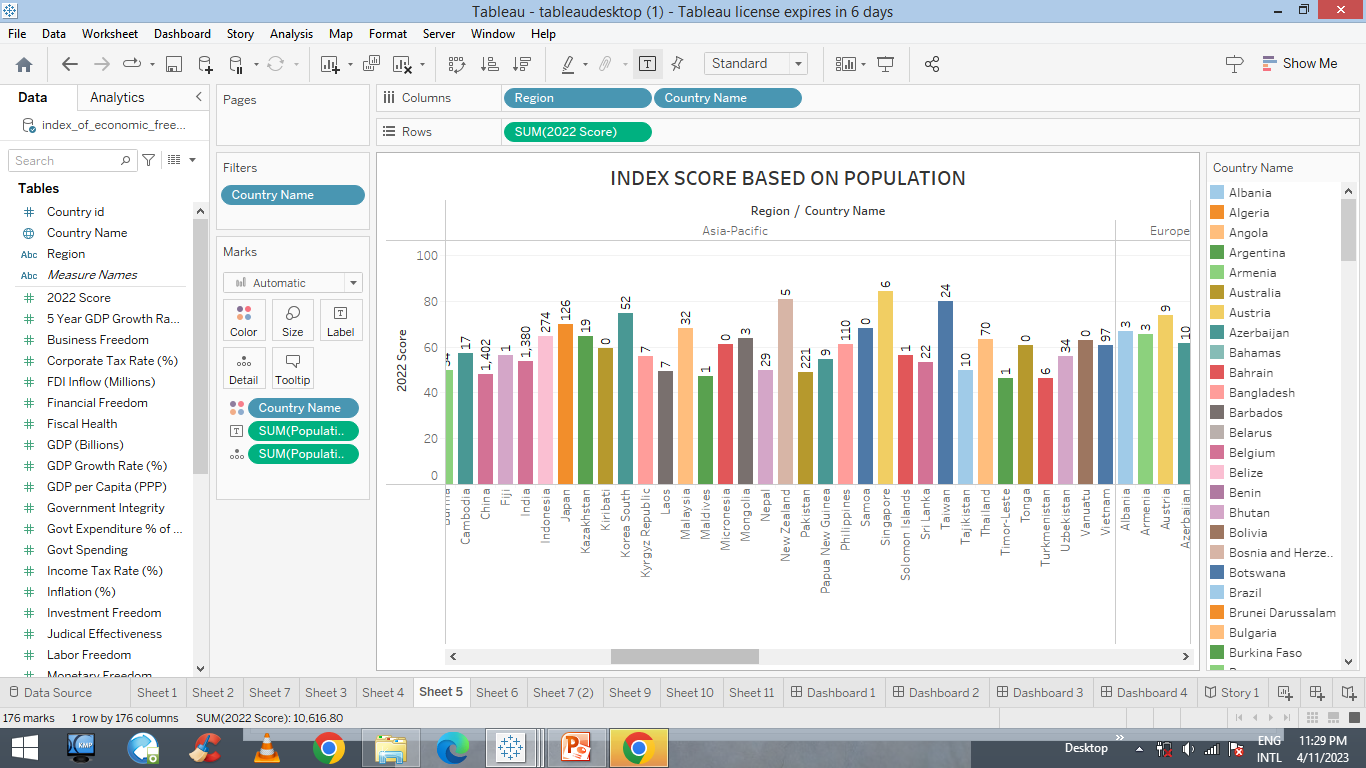 Tableau - tableaudesktop (1) - Tableau license expires in 6 days
File Data Worksheet Dashboard Story Analysis Map Format Server Window Help
Standard
Show Me
Data Analytics
index_of_economic_free...
Search
Tables
Country id
Country Name
Abc Region
Abc Measure Names
2022 Score
5 Year GDP Growth Ra...
Business Freedom
Corporate Tax Rate (%)
FDI Inflow (Millions)
Financial Freedom
Fiscal Health
GDP (Billions)
GDP Growth Rate (%)
GDP per Capita (PPP)
Government Integrity
Govt Expenditure % of ...
Govt Spending
Income Tax Rate (%)
Inflation (%)
Investment Freedom
Judical Effectiveness
Labor Freedom
Monetary Freedom
Pages
Filters
Country Name
Marks
Automatic
Color Size Label
Detail Tooltip
Country Name
SUM(Populati..
SUM(Populati..
Columns Region Country Name
Rows SUM(2022 Score)
INDEX SCORE BASED ON POPULATION
Region / Country Name
Asia-Pacific Europe
2022 Score
100
80
60
40
20
0
54 17 1,402 1 1,380 274 126 19 0 52 7 7 32 1 0 3 29 5 221 9 110 0 6 1 22 24 10 70 1 0 6 34 0 97 3 3 9 10
Burma Cambodia China Fiji India Indonesia Japan Kazakhstan Kiribati Korea South Kyrgyz Republic Laos Malaysia Maldives Micronesia Mongolia Nepal New Zealand Pakistan Papua New Guinea Philippines Samoa Singapore Solomon Islands Sri Lanka Taiwan Tajikistan Thailand Timor-Leste Tonga Turkmenistan Uzbekistan Vanuatu Vietnam Albania Armenia Austria Azerbaijan
Country Name
Albania
Algeria
Angola
Argentina
Armenia
Australia
Austria
Azerbaijan
Bahamas
Bahrain
Bangladesh
Barbados
Belarus
Belgium
Belize
Benin
Bhutan
Bolivia
Bosnia and Herze..
Botswana
Brazil
Brunei Darussalam
Bulgaria
Burkina Faso
Data Source Sheet 1 Sheet 2 Sheet 7 Sheet 3 Sheet 4 Sheet 5 Sheet 6 Sheet 7 (2) Sheet 9 Sheet 10 Sheet 11 Dashboard 1 Dashboard 2 Dashboard 3 Dashboard 4 Story 1
176 marks 1 row by 176 columns SUM(2022 Score): 10,616.80
KMP
Desktop
ENG
INTL
11:29 PM
4/11/2023